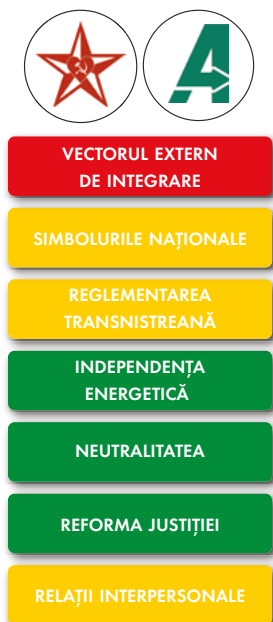 VECTORUL EXTERN
DE INTEGRARE
SIMBOLURILE NAȚIONALE
REGLEMENTAREA
TRANSNISTREANĂ
INDEPENDENȚA
ENERGETICĂ
NEUTRALITATEA
REFORMA JUSTIȚIEI
RELAȚII INTERPERSONALE